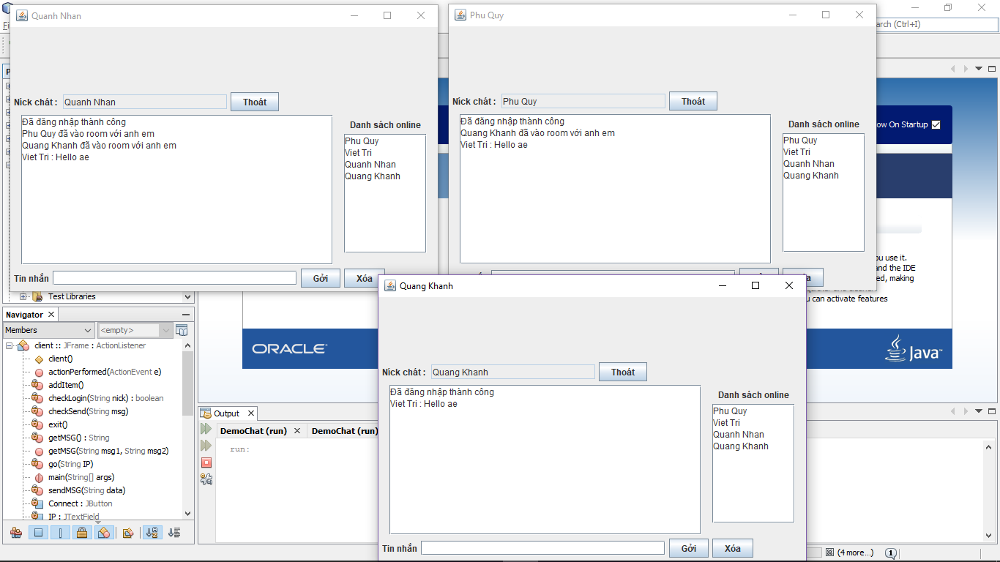 Quanh Nhan
Nick chát :
Quanh Nhan
Thoát
Đã đăng nhập thành công
Phu Quy đã vào room với anh em
Quang Khanh đã vào room với anh em
Viet Tri : Hello ae
Danh sách online
Phu Quy
Viet Tri
Quanh Nhan
Quang Khanh
Tin nhắn
Gởi
Xóa
Phu Quy
Nick chát :
Phu Quy
Thoát
Đã đăng nhập thành công
Quang Khanh đã vào room với anh em
Viet Tri : Hello ae
Danh sách online
Phu Quy
Viet Tri
Quanh Nhan
Quang Khanh
arch (Ctrl+I)
ow On Startup
u use it.
nd the IDE
ed, making
u can activate features
ORACLE
Java
Test Libraries
Navigator
Members
<empty>
client :: JFrame : ActionListener
client()
actionPerformed(ActionEvent e)
addItem()
checkLogin(String nick) : boolean
checkSend(String msg)
exit()
getMSG() : String
getMSG(String msg1, String msg2)
go(String IP)
main(String[] args)
sendMSG(String data)
Connect : JButton
IP : JTextField
Output
DemoChat (run)
DemoChat (run)
run:
Quang Khanh
Nick chát :
Quang Khanh
Thoát
Đã đăng nhập thành công
Viet Tri : Hello ae
Danh sách online
Phu Quy
Viet Tri
Quanh Nhan
Quang Khanh
Tin nhắn
Gởi
Xóa
(4 more...)
1